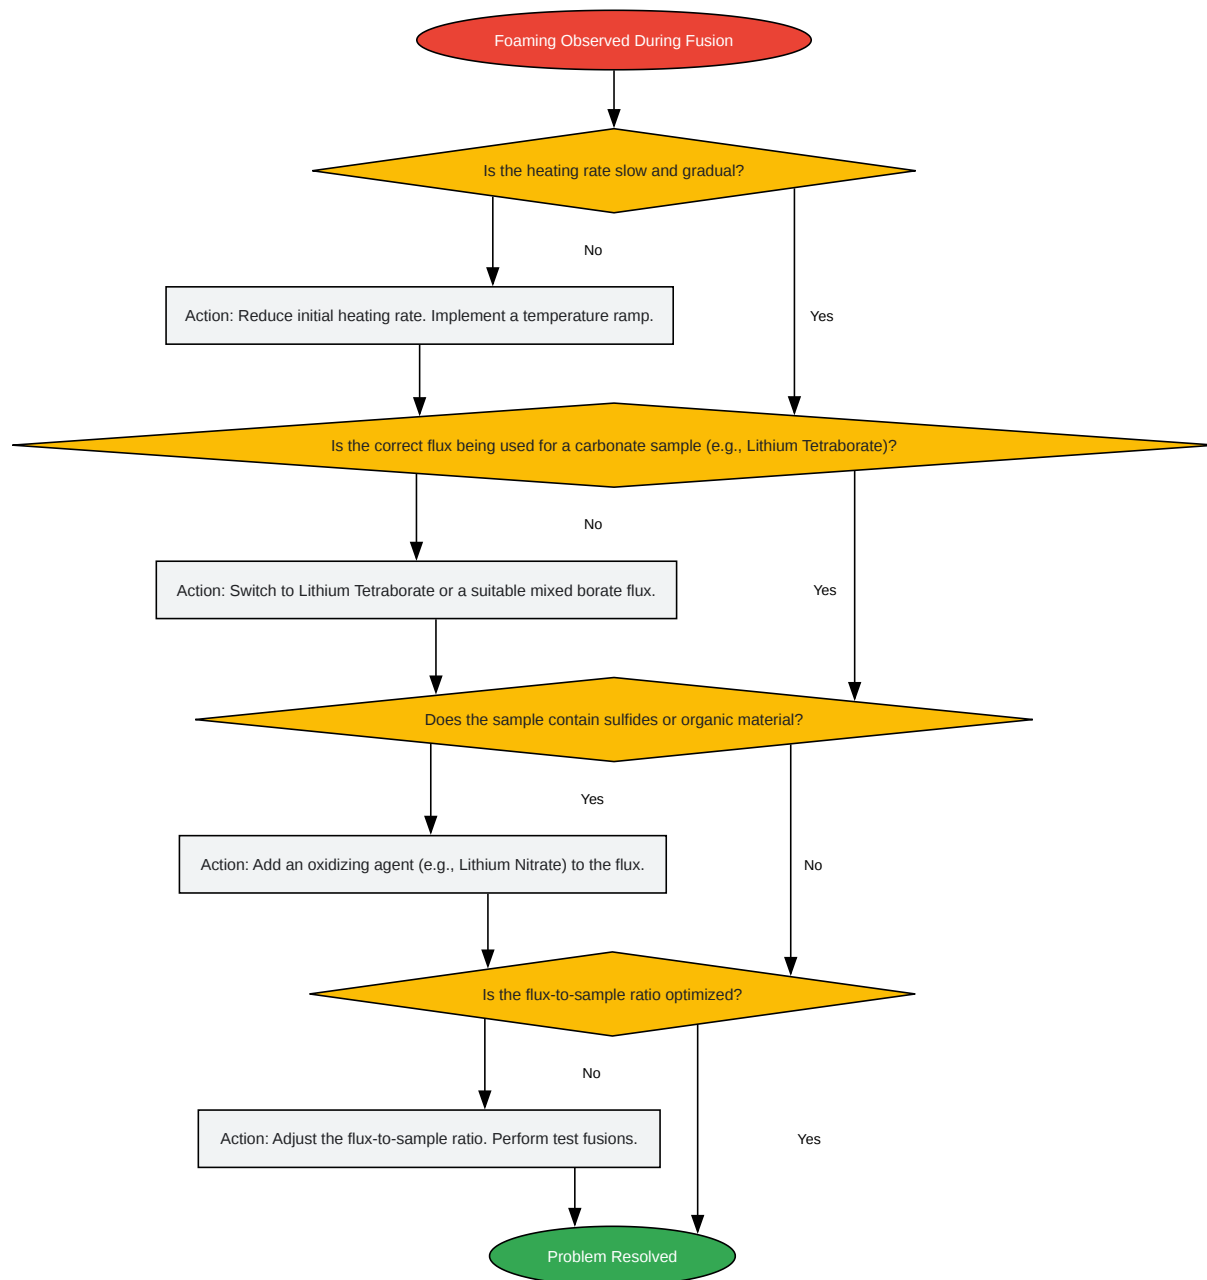 Foaming Observed During Fusion
Is the heating rate slow and gradual?
No
Action: Reduce initial heating rate. Implement a temperature ramp.
Yes
Is the correct flux being used for a carbonate sample (e.g., Lithium Tetraborate)?
No
Action: Switch to Lithium Tetraborate or a suitable mixed borate flux.
Yes
Does the sample contain sulfides or organic material?
Yes
Action: Add an oxidizing agent (e.g., Lithium Nitrate) to the flux.
No
Is the flux-to-sample ratio optimized?
No
Action: Adjust the flux-to-sample ratio. Perform test fusions.
Yes
Problem Resolved